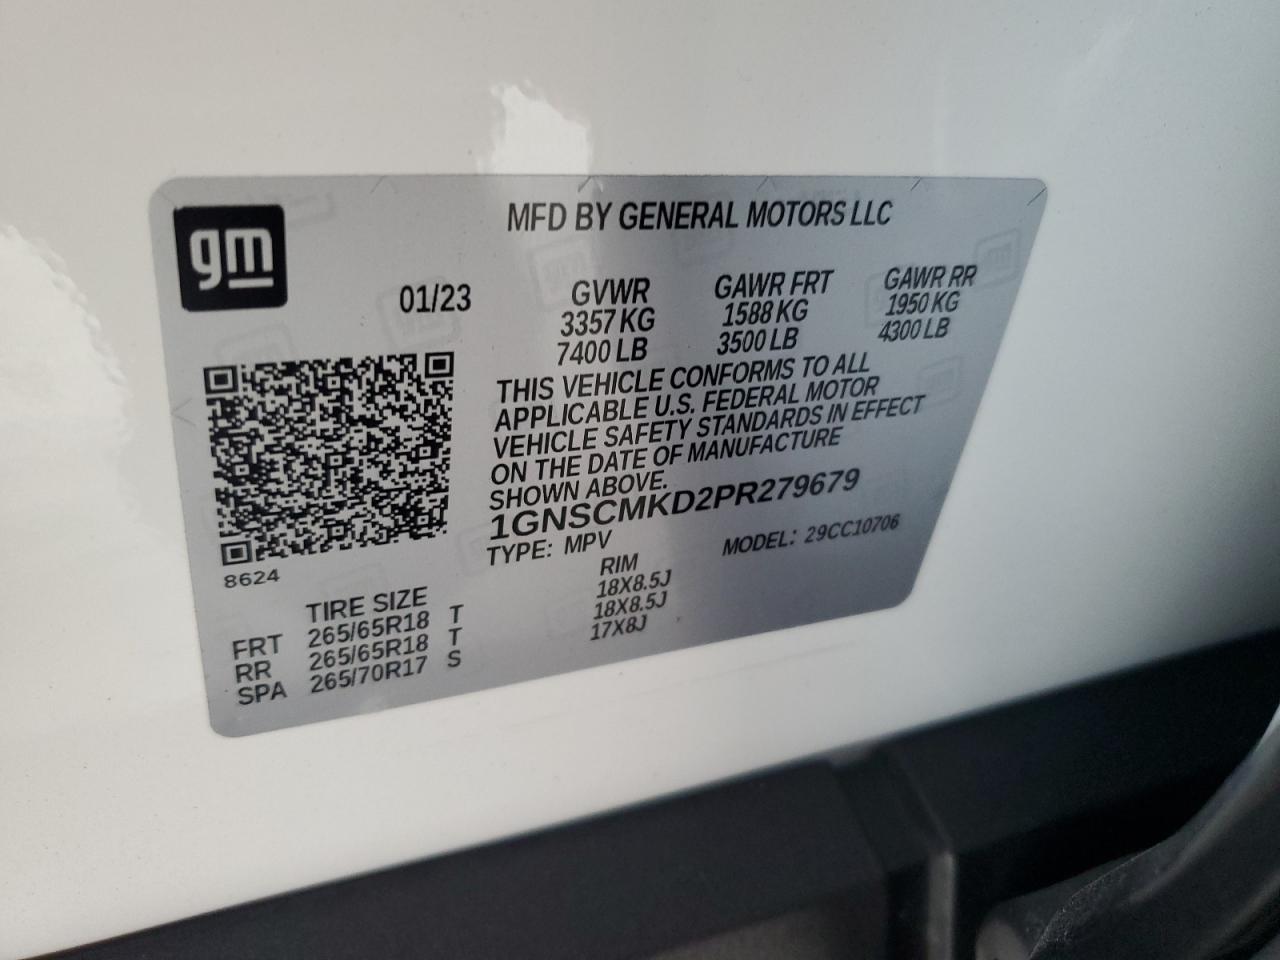 gm
MFD BY GENERAL MOTORS LLC
01/23
GVWR GAWR FRT GAWR RR
3357 KG 1588 KG 1950 KG
7400 LB 3500 LB 4300 LB
THIS VEHICLE CONFORMS TO ALL
APPLICABLE U.S. FEDERAL MOTOR
VEHICLE SAFETY STANDARDS IN EFFECT
ON THE DATE OF MANUFACTURE
SHOWN ABOVE.
1GNSCMKD2PR279679
TYPE: MPV MODEL: 29CC10706
8624
TIRE SIZE RIM
FRT 265/65R18 T 18X8.5J
RR 265/65R18 T 18X8.5J
SPA 265/70R17 S 17X8J